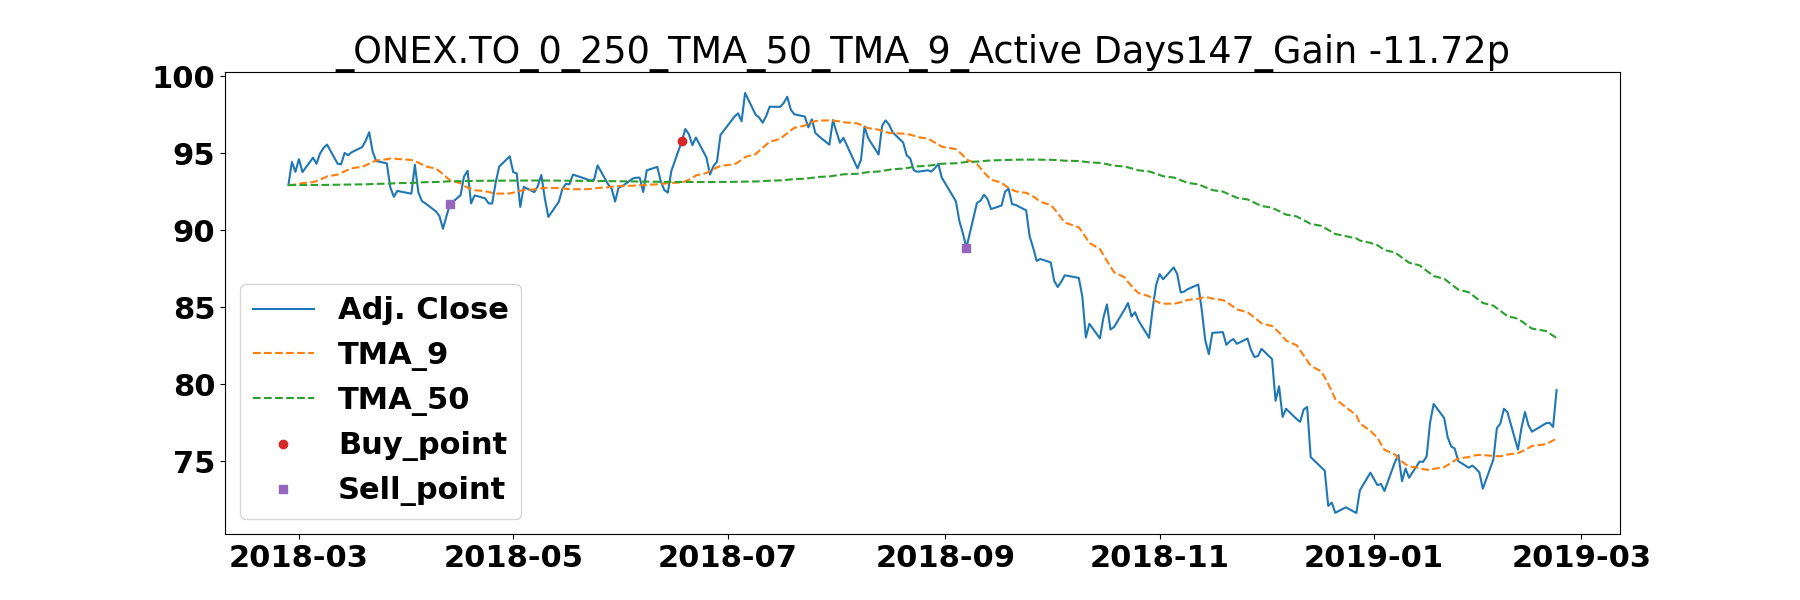 _ONEX.TO_0_250_TMA_50_TMA_9_Active Days147_Gain -11.72p
100
95
90
85
80
75
Adj. Close
TMA_9
TMA_50
Buy_point
Sell_point
2018-03 2018-05 2018-07 2018-09 2018-11 2019-01 2019-03